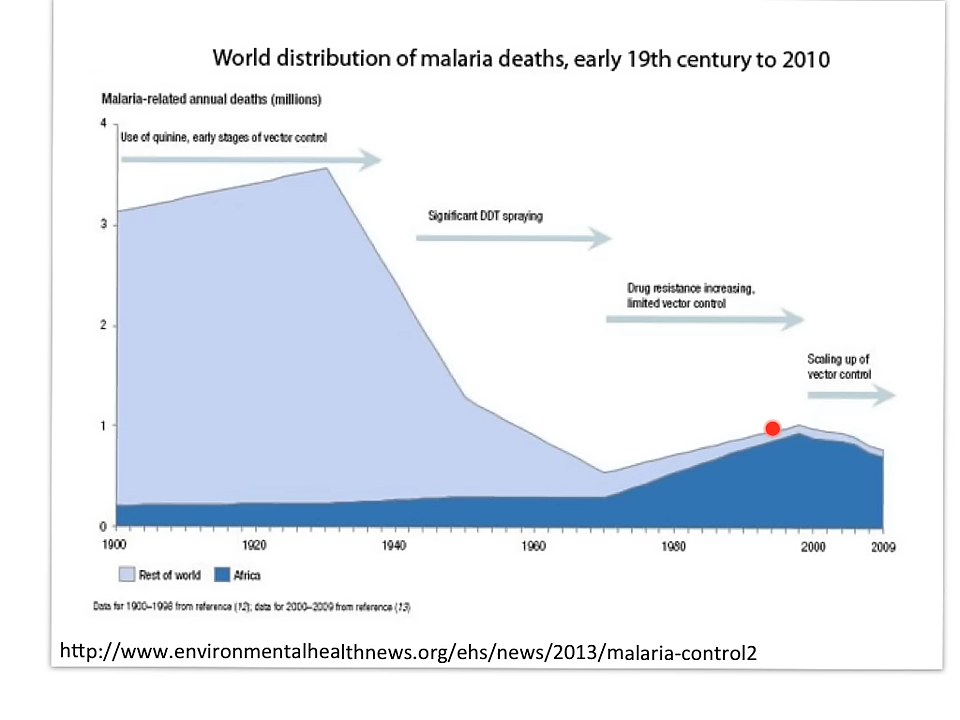 World distribution of malaria deaths, early 19th century to 2010
Malaria-related annual deaths (millions)
4
Use of quinine, early stages of vector control
3
Significant DDT spraying
Drug resistance increasing,
limited vector control
2
Scaling up of
vector control
1
0
1900 1920 1940 1960 1980 2000 2009
Rest of world Africa
Data for 1900–1998 from reference (12); data for 2000–2009 from reference (13)
http://www.environmentalhealthnews.org/ehs/news/2013/malaria-control2